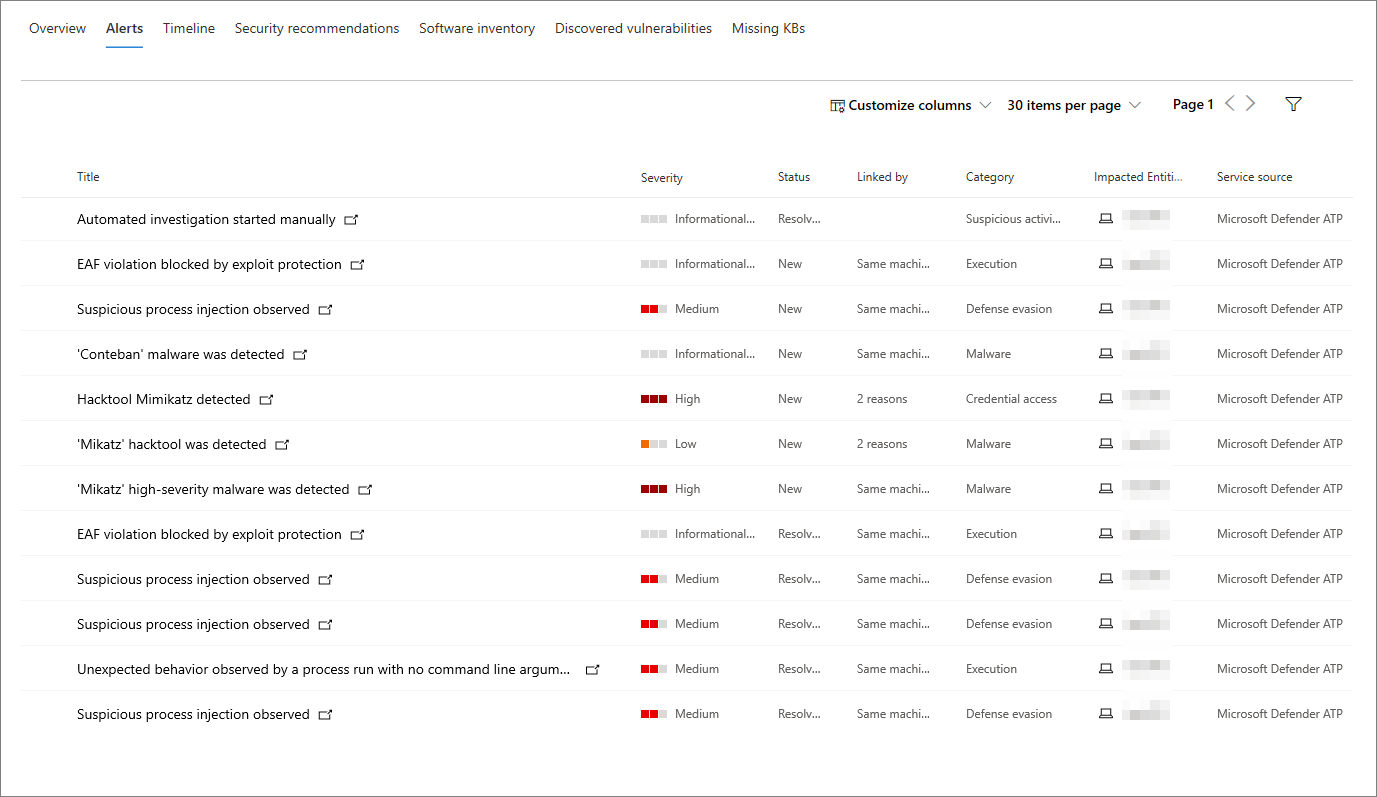 Overview Alerts Timeline Security recommendations Software inventory Discovered vulnerabilities Missing KBs
Customize columns 30 items per page Page 1
Title Severity Status Linked by Category Impacted Entiti... Service source
Automated investigation started manually Informational... Resolv... Suspicious activi... Microsoft Defender ATP
EAF violation blocked by exploit protection Informational... New Same machi... Execution Microsoft Defender ATP
Suspicious process injection observed Medium New Same machi... Defense evasion Microsoft Defender ATP
'Conteban' malware was detected Informational... New Same machi... Malware Microsoft Defender ATP
Hacktool Mimikatz detected High New 2 reasons Credential access Microsoft Defender ATP
'Mikatz' hacktool was detected Low New 2 reasons Malware Microsoft Defender ATP
'Mikatz' high-severity malware was detected High New Same machi... Malware Microsoft Defender ATP
EAF violation blocked by exploit protection Informational... Resolv... Same machi... Execution Microsoft Defender ATP
Suspicious process injection observed Medium Resolv... Same machi... Defense evasion Microsoft Defender ATP
Suspicious process injection observed Medium Resolv... Same machi... Defense evasion Microsoft Defender ATP
Unexpected behavior observed by a process run with no command line argum... Medium Resolv... Same machi... Execution Microsoft Defender ATP
Suspicious process injection observed Medium Resolv... Same machi... Defense evasion Microsoft Defender ATP